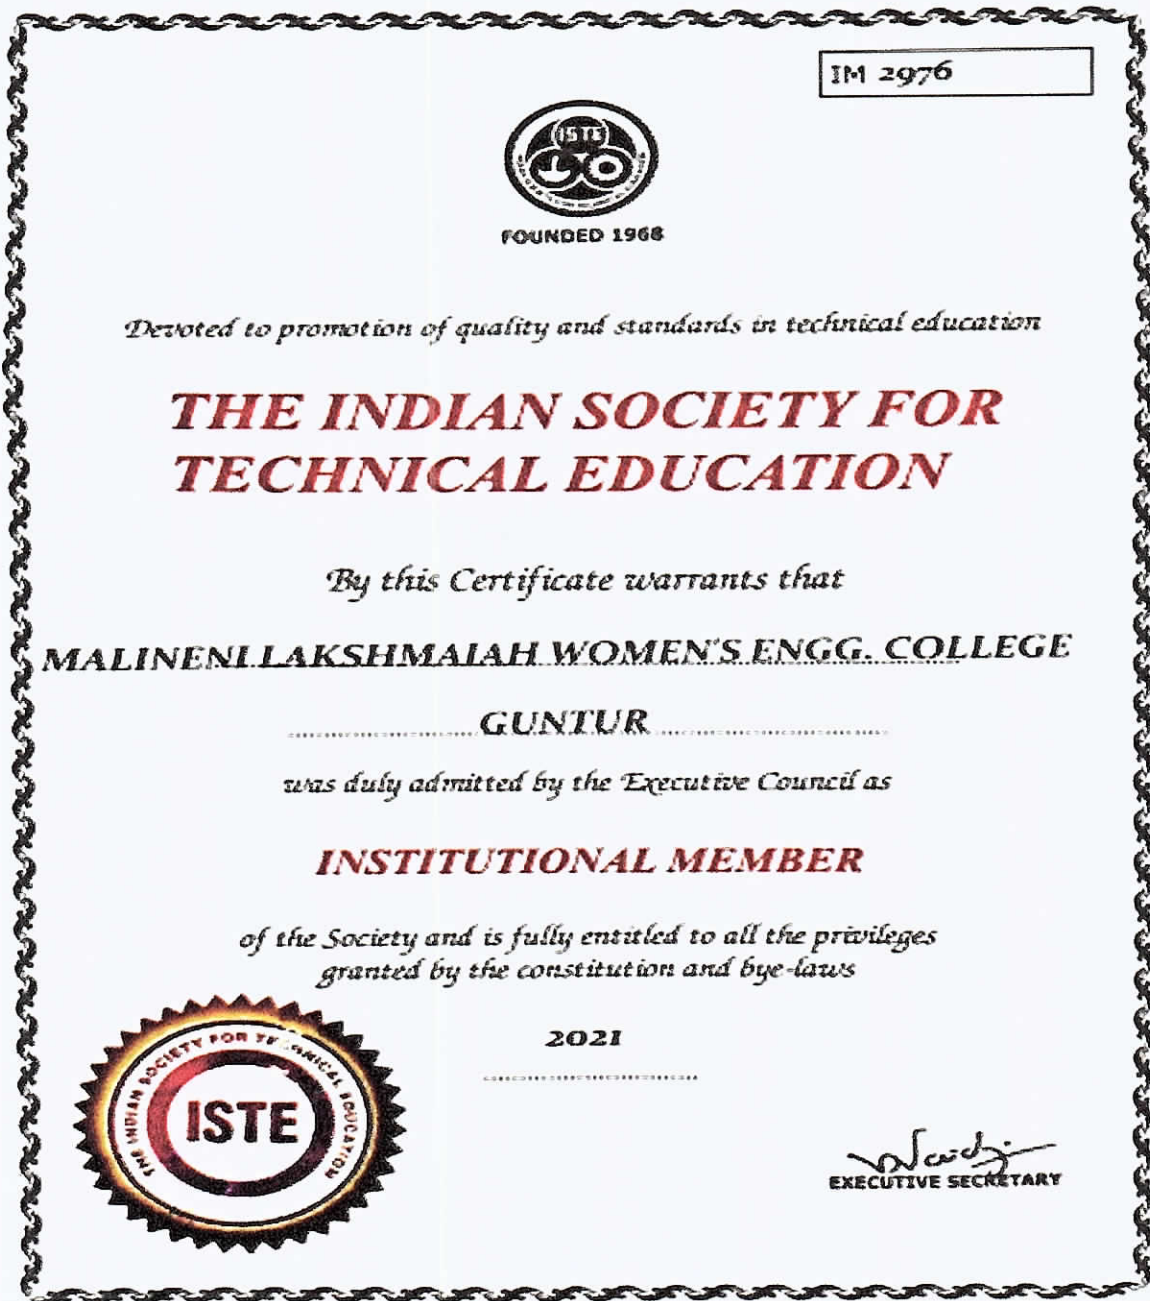 IM 2976
ISTE
FOUNDED 1968
Devoted to promotion of quality and standards in technical education
THE INDIAN SOCIETY FOR
TECHNICAL EDUCATION
By this Certificate warrants that
MALINENI LAKSHMAIAH WOMEN'S ENGG. COLLEGE
GUNTUR
was duly admitted by the Executive Council as
INSTITUTIONAL MEMBER
of the Society and is fully entitled to all the privileges
granted by the constitution and bye-laws
2021
THE INDIAN SOCIETY FOR TECHNICAL EDUCATION
ISTE
EXECUTIVE SECRETARY